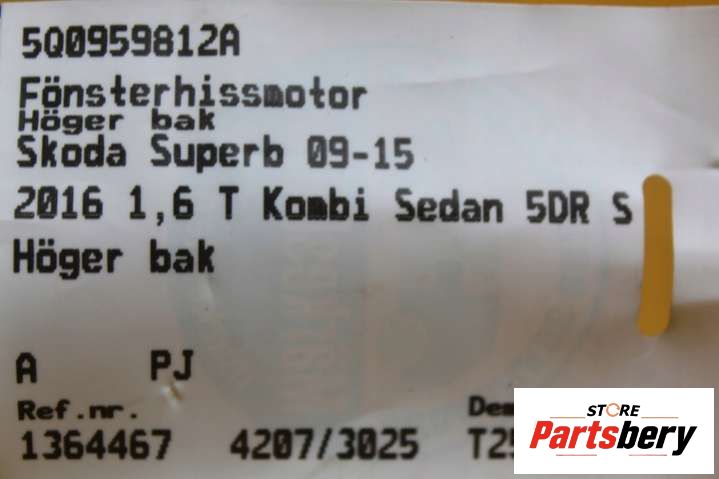 5Q0959812A
Fönsterhissmotor
Höger bak
Skoda Superb 09-15
2016 1,6 T Kombi Sedan 5DR S
Höger bak
A PJ
Ref.nr.
1364467 4207/3025
STORE
Partsbery